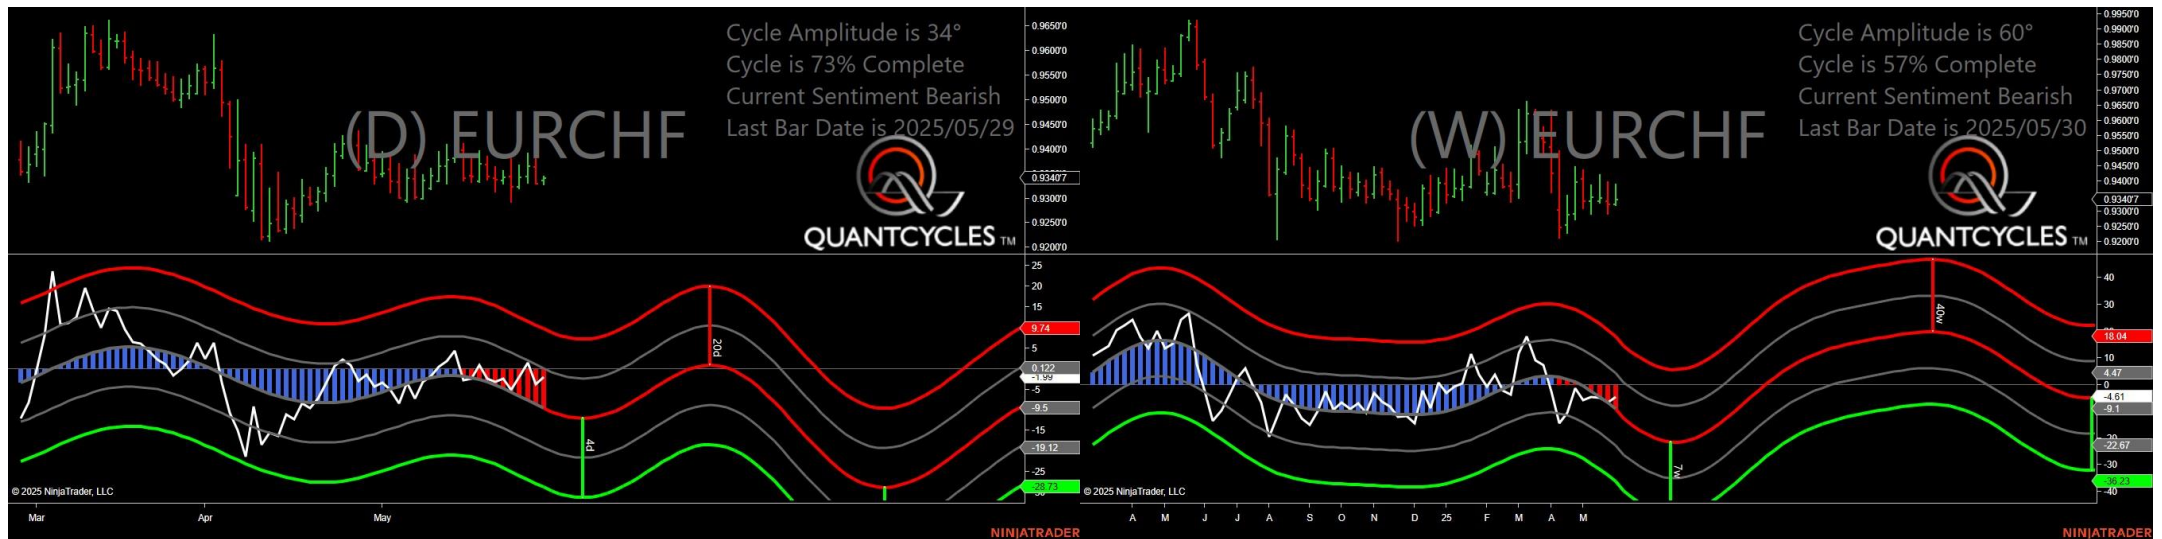 Cycle Amplitude is 34°
Cycle is 73% Complete
Current Sentiment Bearish
Last Bar Date is 2025/05/29
(D) EURCHF
QUANTCYCLES TM
0.9650'0
0.9600'0
0.9550'0
0.9500'0
0.9450'0
0.9400'0
0.9340'7
0.9300'0
0.9250'0
0.9200'0
25
20
15
9.74
5
0.122
-1.99
-5
-9.5
-15
-19.12
-25
-28.73
20d
4d
© 2025 NinjaTrader, LLC
Mar Apr May
NINJATRADER
Cycle Amplitude is 60°
Cycle is 57% Complete
Current Sentiment Bearish
Last Bar Date is 2025/05/30
(W) EURCHF
QUANTCYCLES TM
0.9950'0
0.9900'0
0.9850'0
0.9800'0
0.9750'0
0.9700'0
0.9650'0
0.9600'0
0.9550'0
0.9500'0
0.9450'0
0.9400'0
0.9340'7
0.9300'0
0.9250'0
0.9200'0
40
30
18.04
10
4.47
0
-4.61
-9.1
-22.67
-30
-36.23
-40
40w
7w
© 2025 NinjaTrader, LLC
A M J J A S O N D 25 F M A M
NINJATRADER